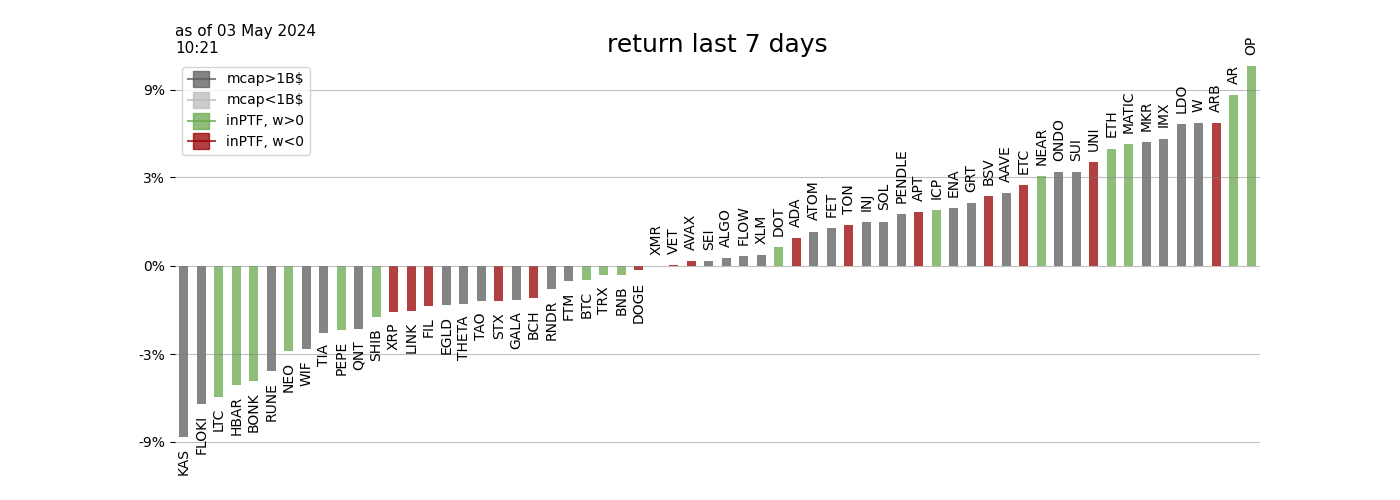 as of 03 May 2024
10:21
return last 7 days
mcap>1B$
mcap<1B$
inPTF, w>0
inPTF, w<0
9%
3%
0%
-3%
-9%
KAS
FLOKI
LTC
HBAR
BONK
RUNE
NEO
WIF
TIA
PEPE
QNT
SHIB
XRP
LINK
FIL
EGLD
THETA
TAO
STX
GALA
BCH
RNDR
FTM
BTC
TRX
BNB
DOGE
XMR
VET
AVAX
SEI
ALGO
FLOW
XLM
DOT
ADA
ATOM
FET
TON
INJ
SOL
PENDLE
APT
ICP
ENA
GRT
BSV
AAVE
ETC
NEAR
ONDO
SUI
UNI
ETH
MATIC
MKR
IMX
LDO
W
ARB
AR
OP